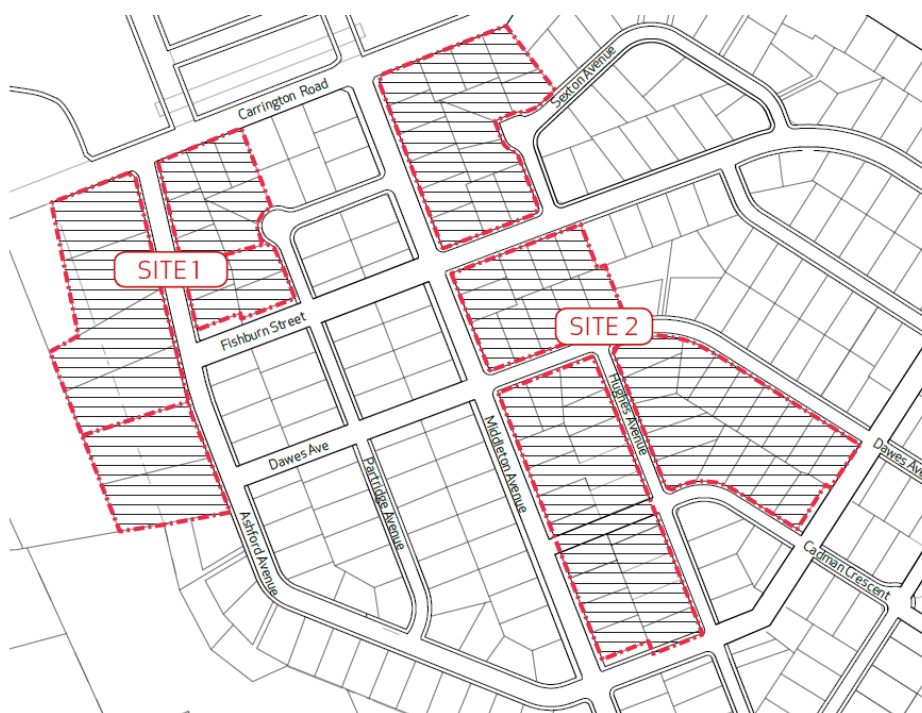 Carrington Road
Sexton Avenue
SITE 1
Fishburn Street
SITE 2
Hughes Avenue
Dawes Ave
Middleton Avenue
Partridge Avenue
Dawes Ave
Ashford Avenue
Cadman Crescent